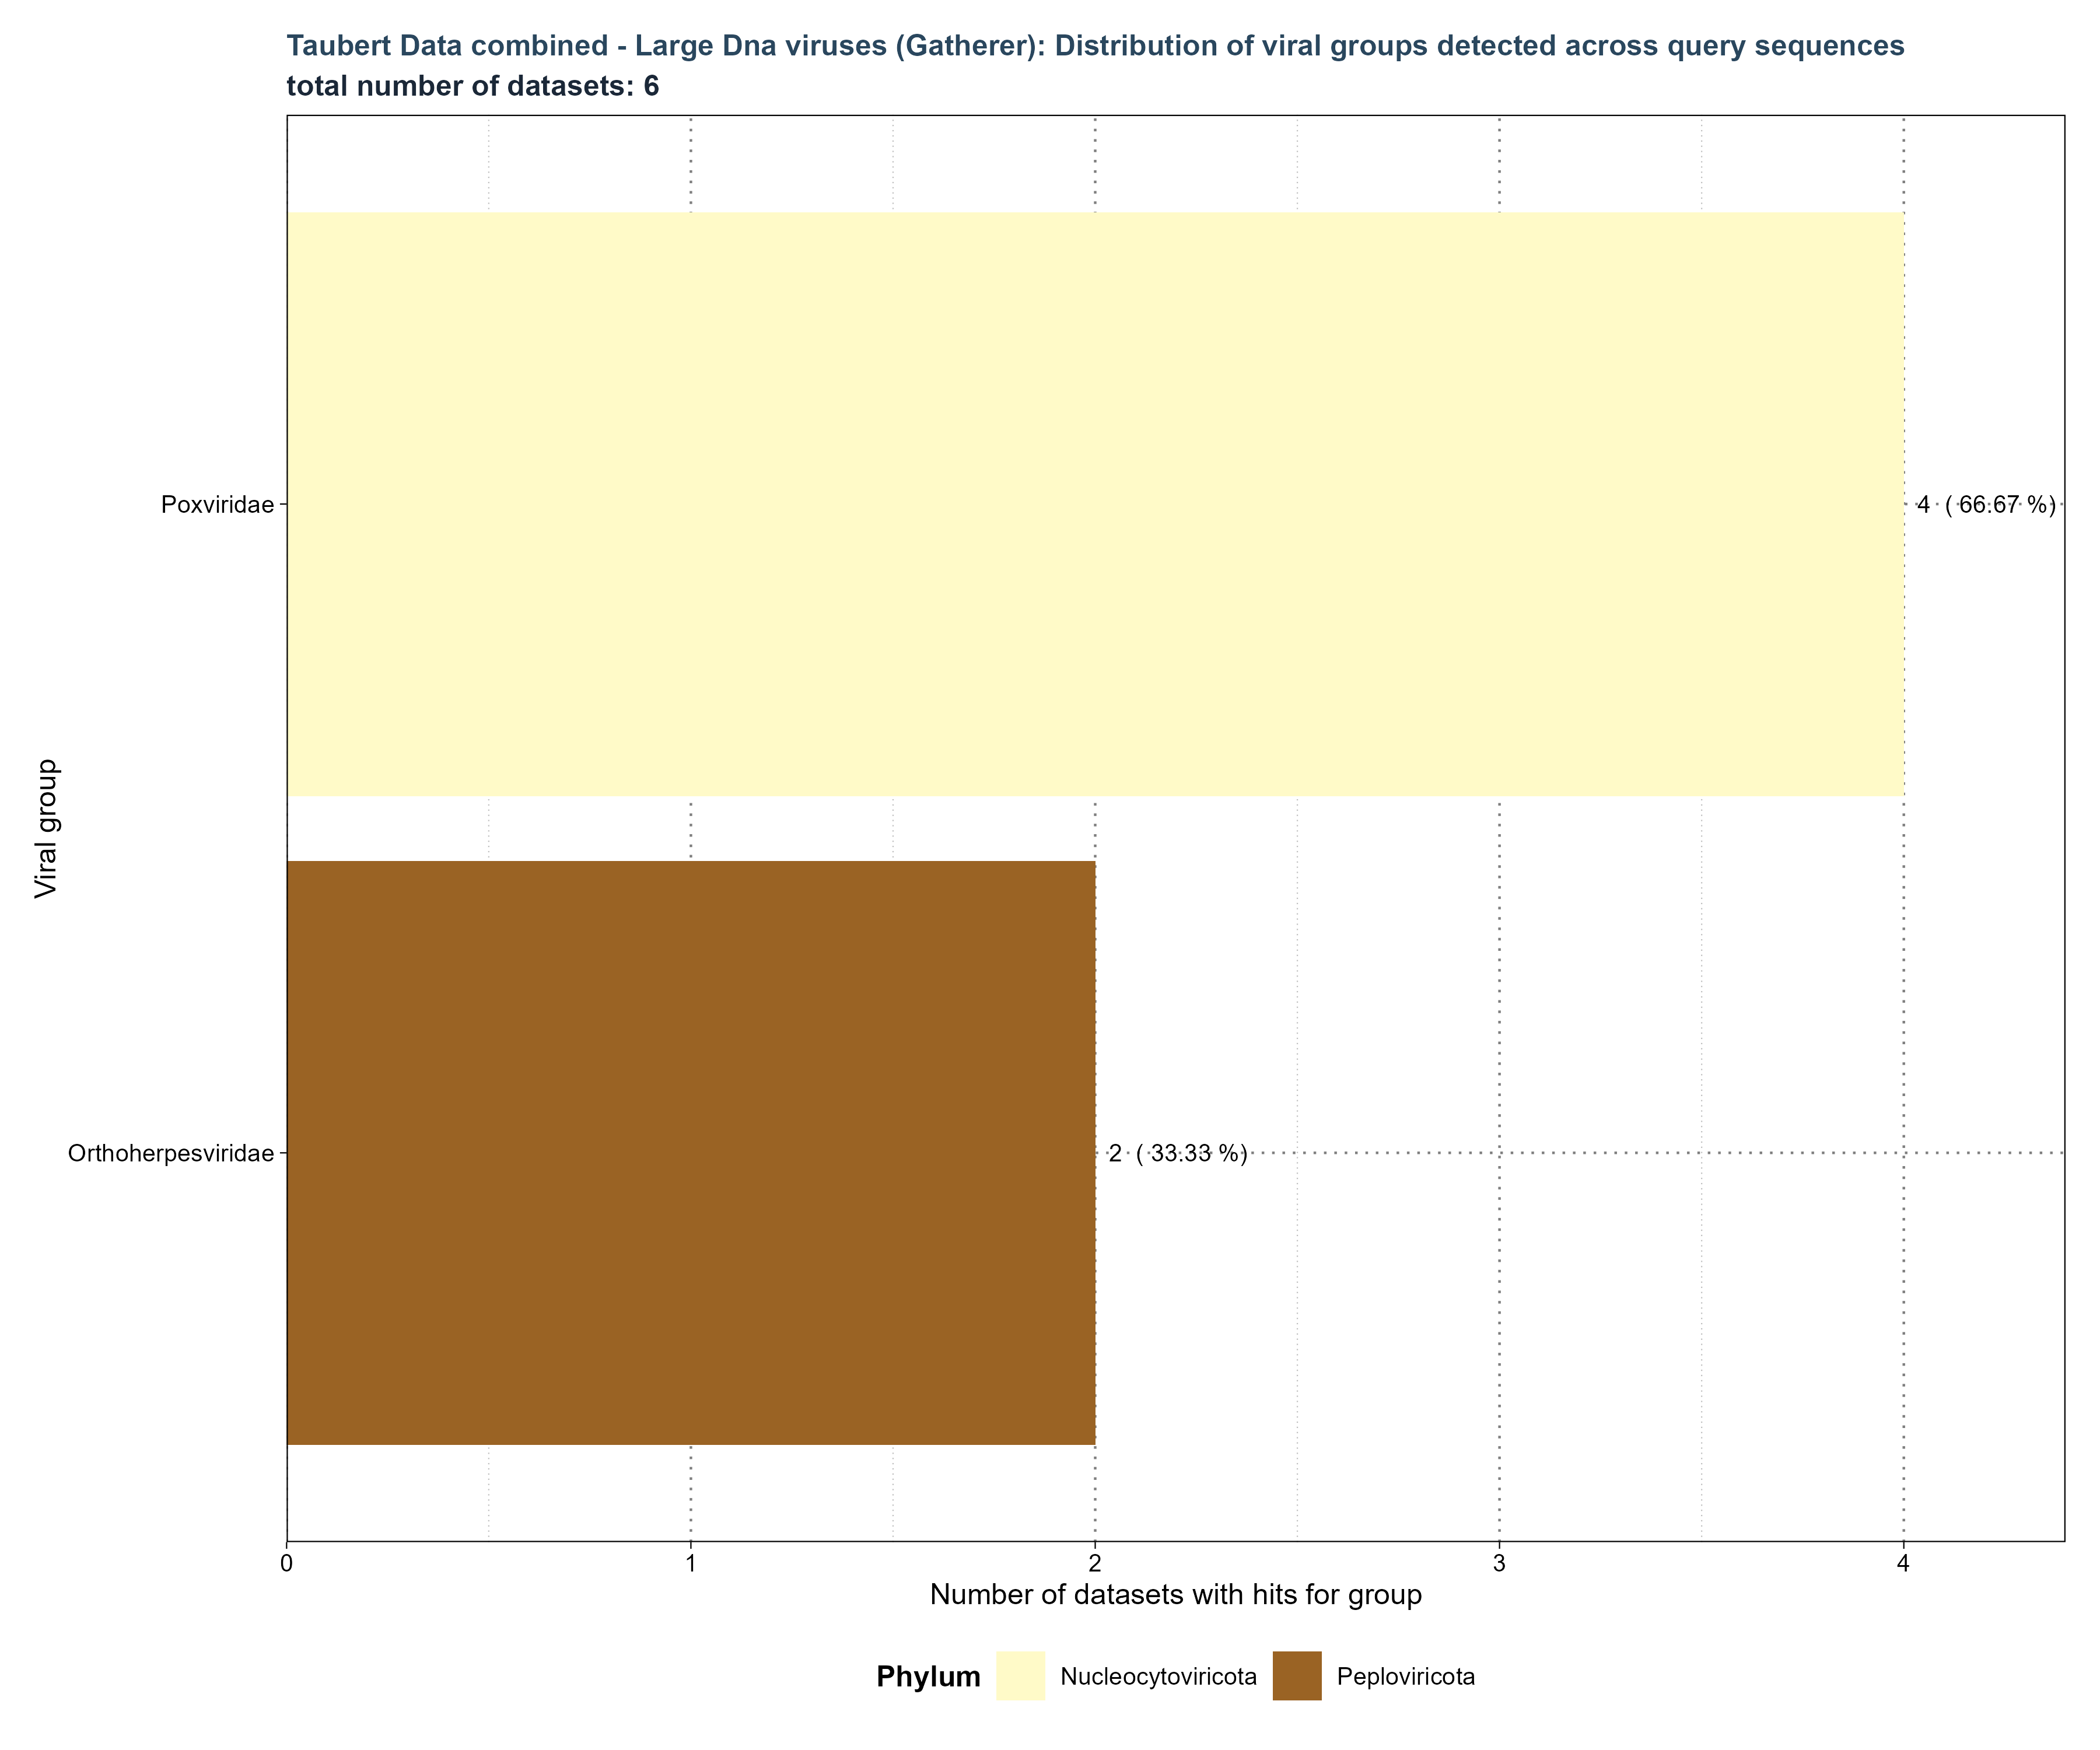 Taubert Data combined - Large Dna viruses (Gatherer): Distribution of viral groups detected across query sequences
total number of datasets: 6
Viral group
Poxviridae
4 ( 66.67 %)
Orthoherpesviridae
2 ( 33.33 %)
0 1 2 3 4
Number of datasets with hits for group
Phylum Nucleocytoviricota Peploviricota